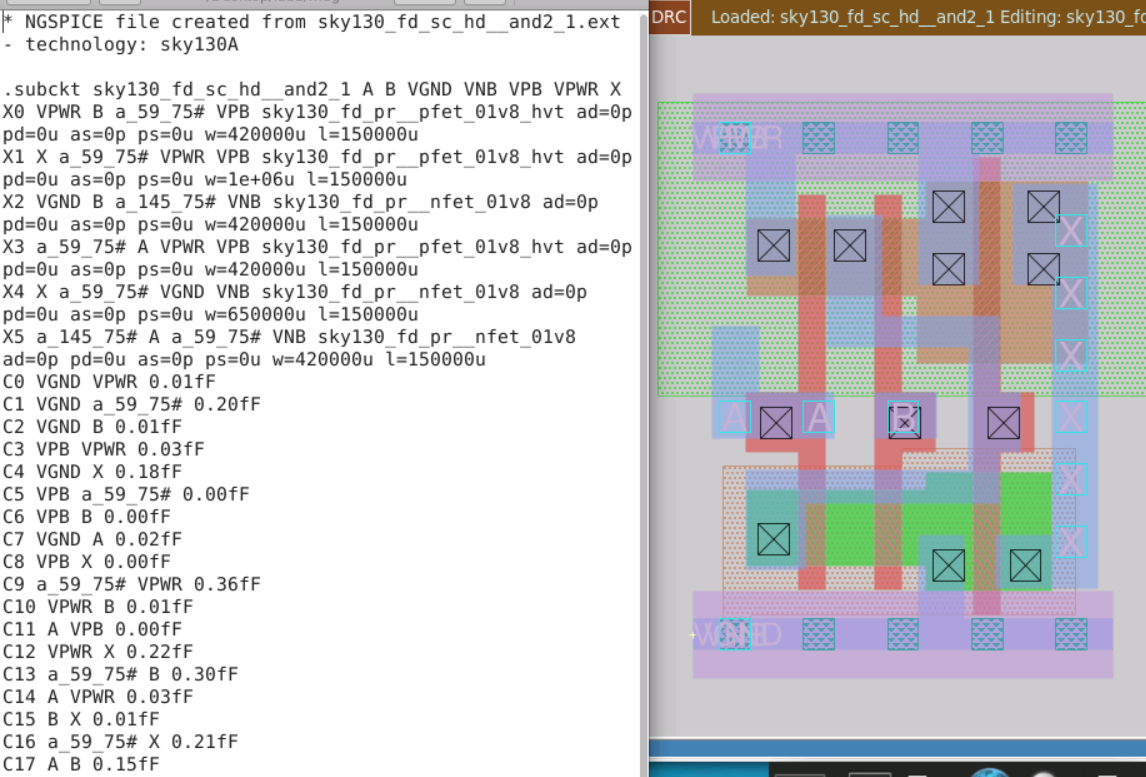 * NGSPICE file created from sky130_fd_sc_hd__and2_1.ext
- technology: sky130A
.subckt sky130_fd_sc_hd__and2_1 A B VGND VNB VPB VPWR X
X0 VPWR B a_59_75# VPB sky130_fd_pr__pfet_01v8_hvt ad=0p
pd=0u as=0p ps=0u w=420000u l=150000u
X1 X a_59_75# VPWR VPB sky130_fd_pr__pfet_01v8_hvt ad=0p
pd=0u as=0p ps=0u w=1e+06u l=150000u
X2 VGND B a_145_75# VNB sky130_fd_pr__nfet_01v8 ad=0p
pd=0u as=0p ps=0u w=420000u l=150000u
X3 a_59_75# A VPWR VPB sky130_fd_pr__pfet_01v8_hvt ad=0p
pd=0u as=0p ps=0u w=420000u l=150000u
X4 X a_59_75# VGND VNB sky130_fd_pr__nfet_01v8 ad=0p
pd=0u as=0p ps=0u w=650000u l=150000u
X5 a_145_75# A a_59_75# VNB sky130_fd_pr__nfet_01v8
ad=0p pd=0u as=0p ps=0u w=420000u l=150000u
C0 VGND VPWR 0.01fF
C1 VGND a_59_75# 0.20fF
C2 VGND B 0.01fF
C3 VPB VPWR 0.03fF
C4 VGND X 0.18fF
C5 VPB a_59_75# 0.00fF
C6 VPB B 0.00fF
C7 VGND A 0.02fF
C8 VPB X 0.00fF
C9 a_59_75# VPWR 0.36fF
C10 VPWR B 0.01fF
C11 A VPB 0.00fF
C12 VPWR X 0.22fF
C13 a_59_75# B 0.30fF
C14 A VPWR 0.03fF
C15 B X 0.01fF
C16 a_59_75# X 0.21fF
C17 A B 0.15fF
DRC Loaded: sky130_fd_sc_hd__and2_1 Editing: sky130_fd
X
X
X
A A B X
X
X